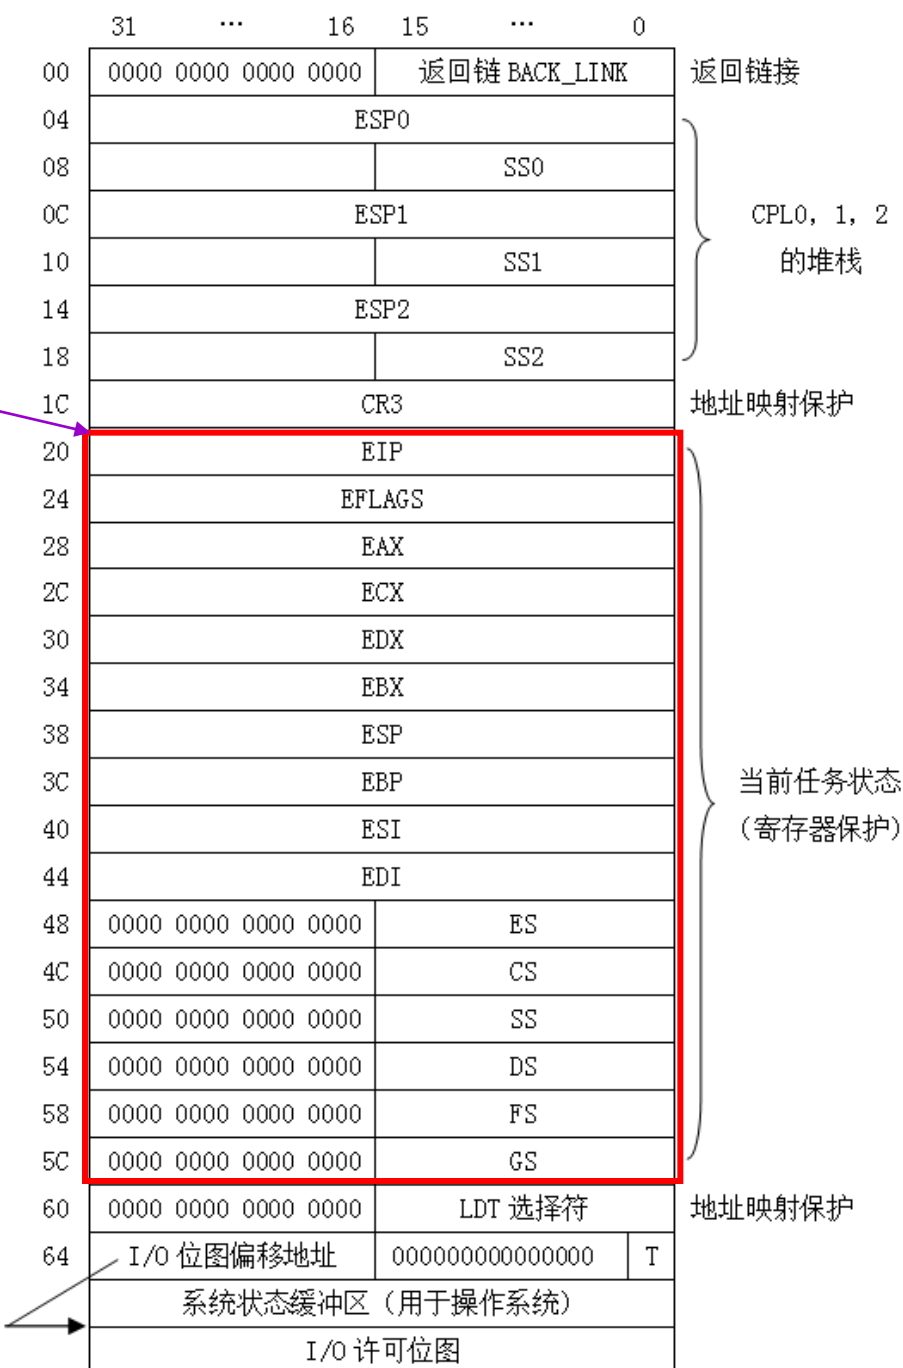 31 … 16 15 … 0
00 0000 0000 0000 0000 返回链 BACK_LINK 返回链接
04 ESP0
08 SS0
0C ESP1 CPL0, 1, 2
10 SS1 的堆栈
14 ESP2
18 SS2
1C CR3 地址映射保护
20 EIP
24 EFLAGS
28 EAX
2C ECX
30 EDX
34 EBX
38 ESP
3C EBP 当前任务状态
40 ESI （寄存器保护）
44 EDI
48 0000 0000 0000 0000 ES
4C 0000 0000 0000 0000 CS
50 0000 0000 0000 0000 SS
54 0000 0000 0000 0000 DS
58 0000 0000 0000 0000 FS
5C 0000 0000 0000 0000 GS
60 0000 0000 0000 0000 LDT 选择符 地址映射保护
64 I/O 位图偏移地址 000000000000000 T
系统状态缓冲区（用于操作系统）
I/O 许可位图